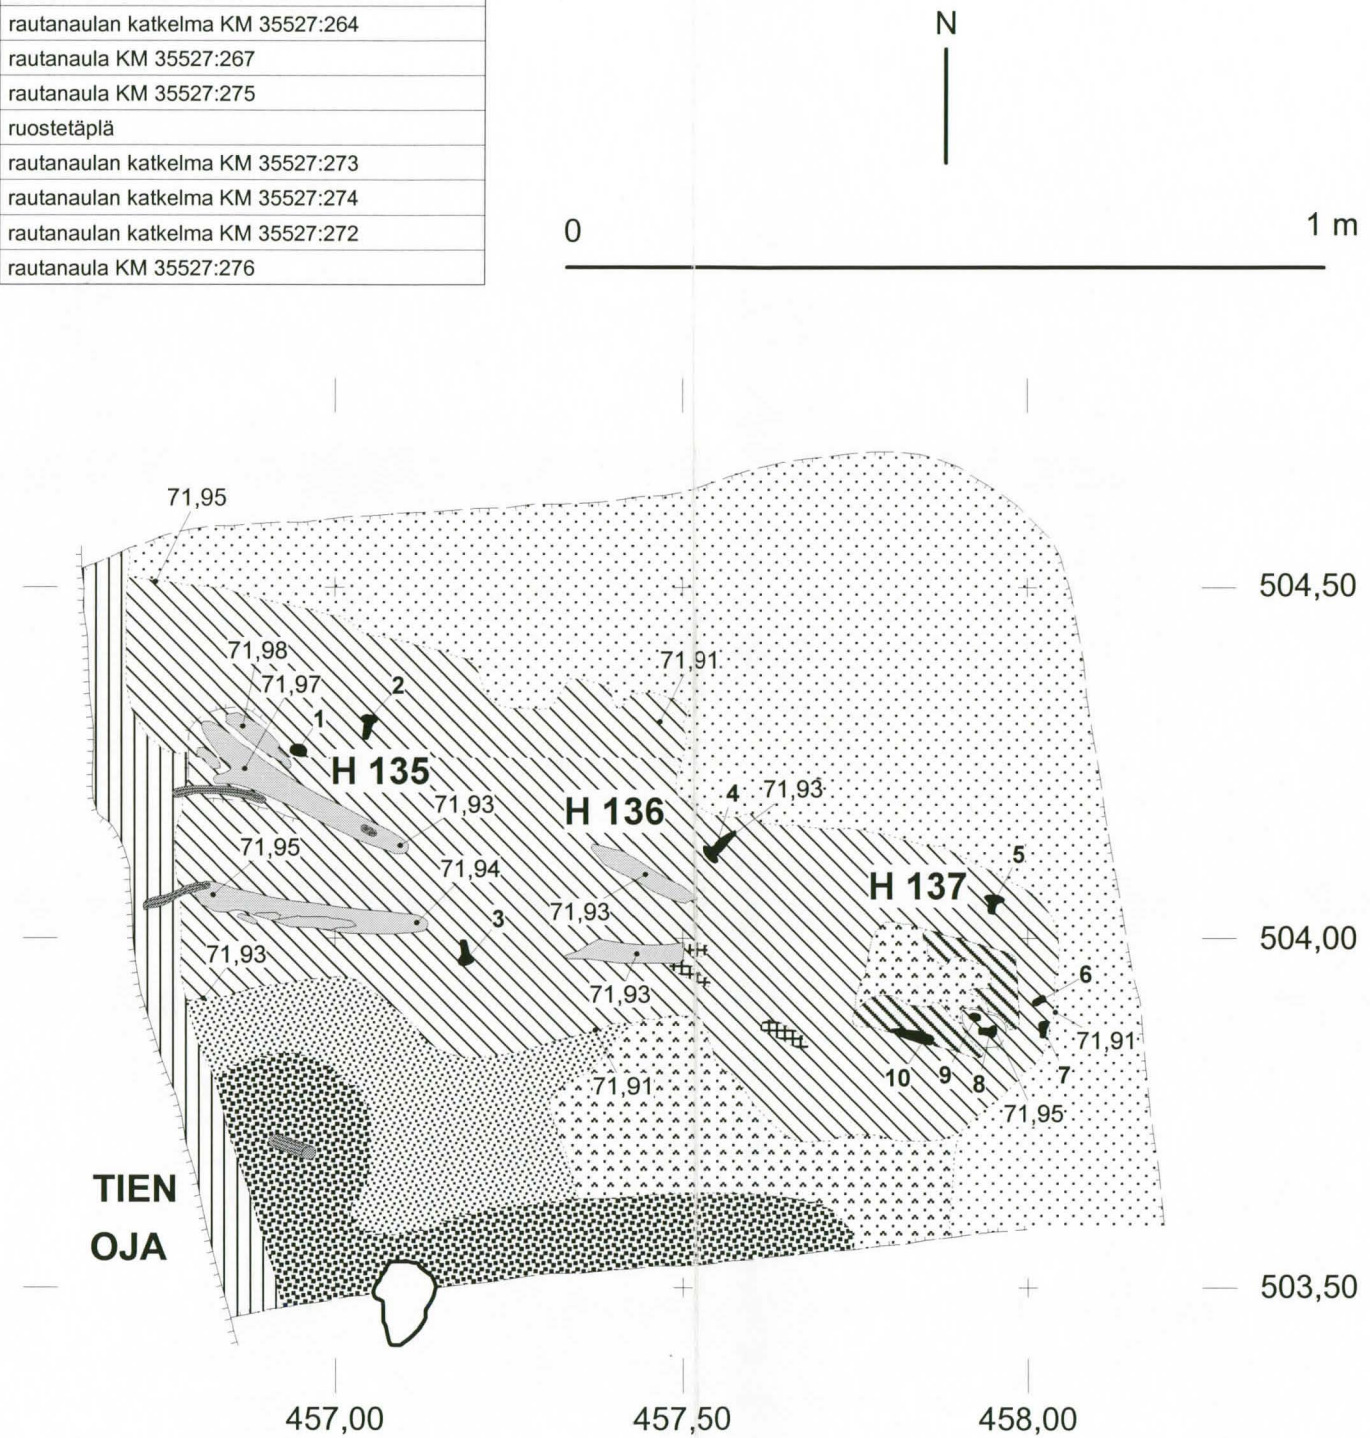 rautanaulan katkelma KM 35527:264
rautanaula KM 35527:267
rautanaula KM 35527:275
ruostetäplä
rautanaulan katkelma KM 35527:273
rautanaulan katkelma KM 35527:274
rautanaulan katkelma KM 35527:272
rautanaula KM 35527:276
N
0
1 m
71,95
504,50
71,98
71,91
71,97
2
1
H 135
4
71,93
71,93
H 136
71,95
5
71,94
H 137
71,93
3
504,00
71,93
6
71,93
71,91
71,91
10
9
8
7
71,95
TIEN
OJA
503,50
457,00
457,50
458,00